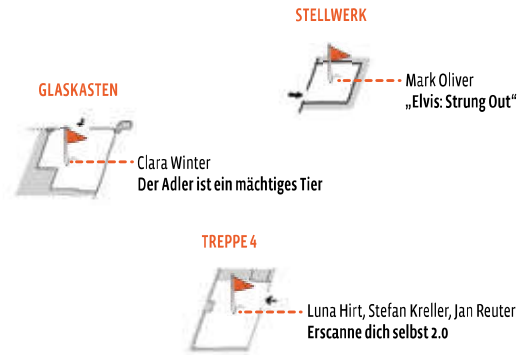 STELLWERK
Mark Oliver
„Elvis: Strung Out“
GLASKASTEN
Clara Winter
Der Adler ist ein mächtiges Tier
TREPPE 4
Luna Hirt, Stefan Kreller, Jan Reuter
Erscanne dich selbst 2.0